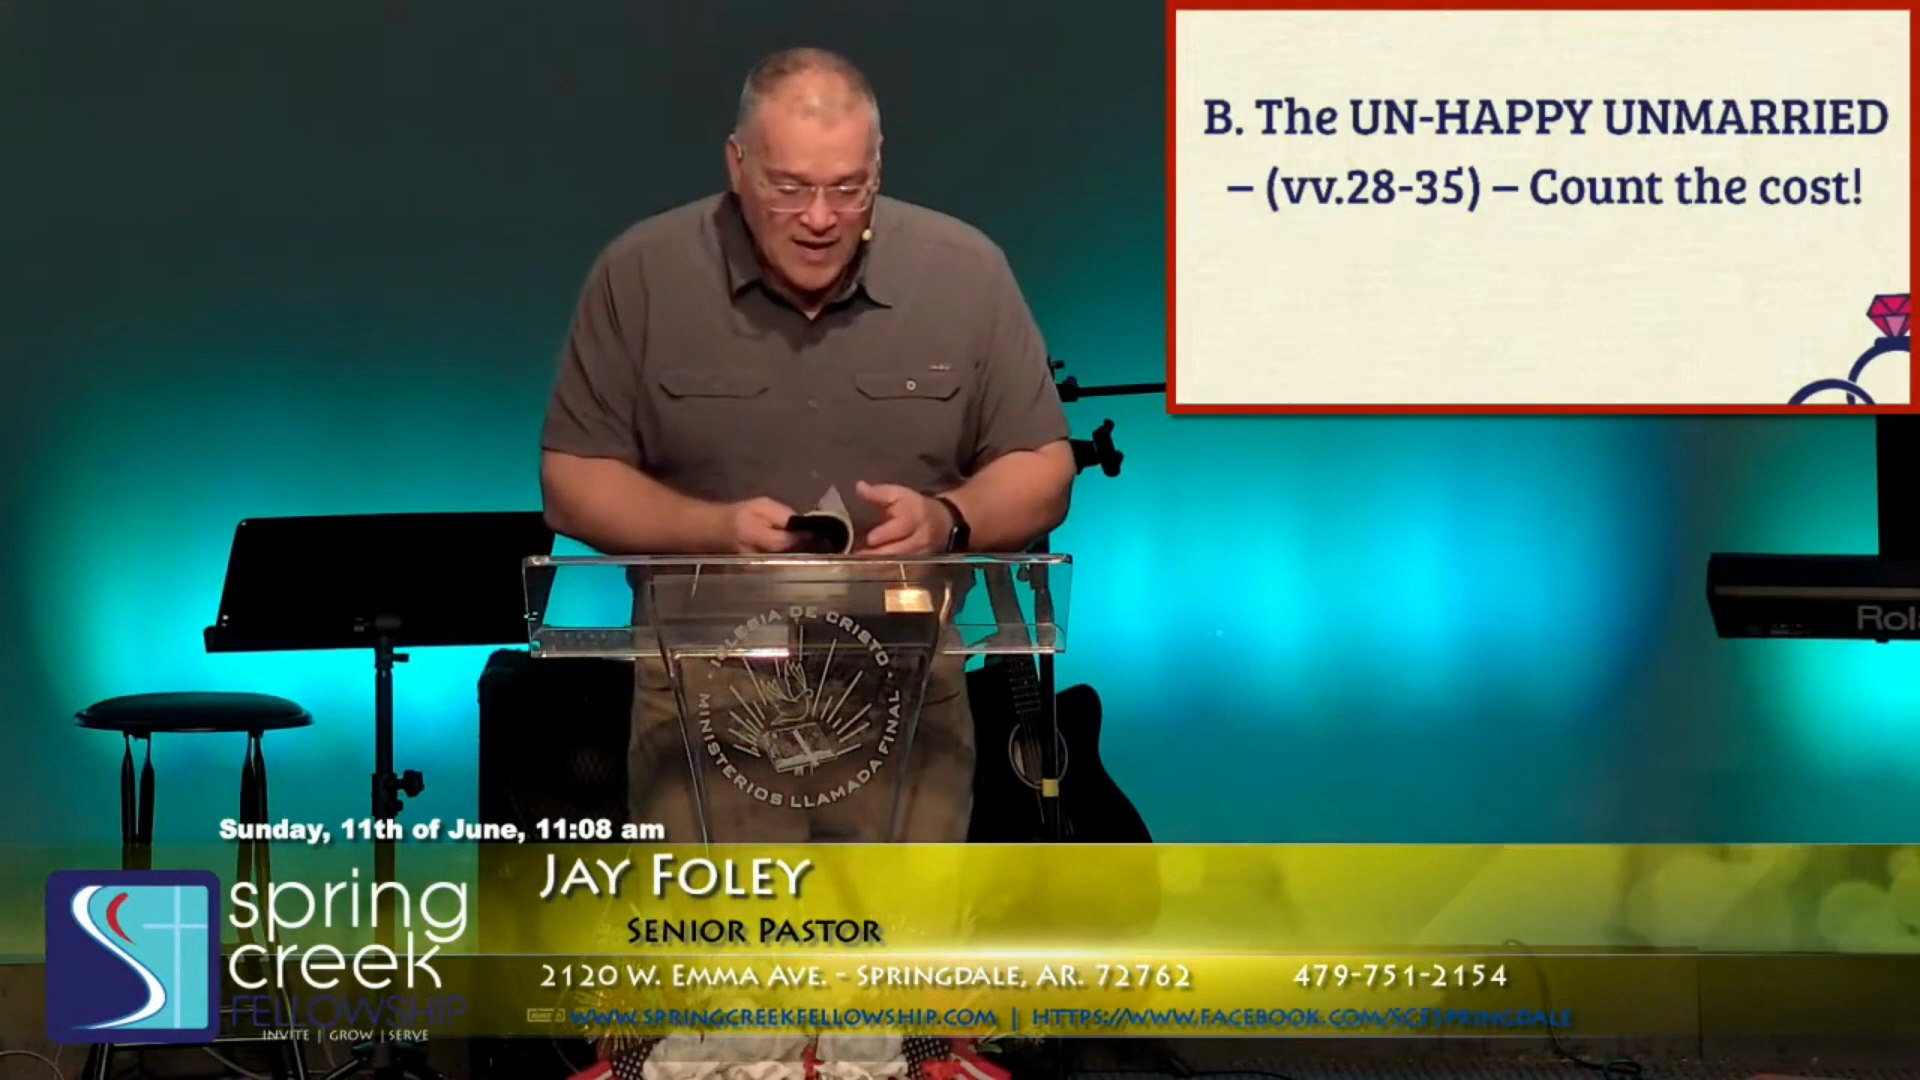 B. The UN-HAPPY UNMARRIED
– (vv.28-35) – Count the cost!
Rol
IGLESIA DE CRISTO
MINISTERIOS LLAMADA FINAL
Sunday, 11th of June, 11:08 am
JAY FOLEY
SENIOR PASTOR
spring
creek
FELLOWSHIP
INVITE | GROW | SERVE
2120 W. EMMA AVE. - SPRINGDALE, AR. 72762 479-751-2154
WWW.SPRINGCREEKFELLOWSHIP.COM | HTTPS://WWW.FACEBOOK.COM/SCFSPRINGDALE